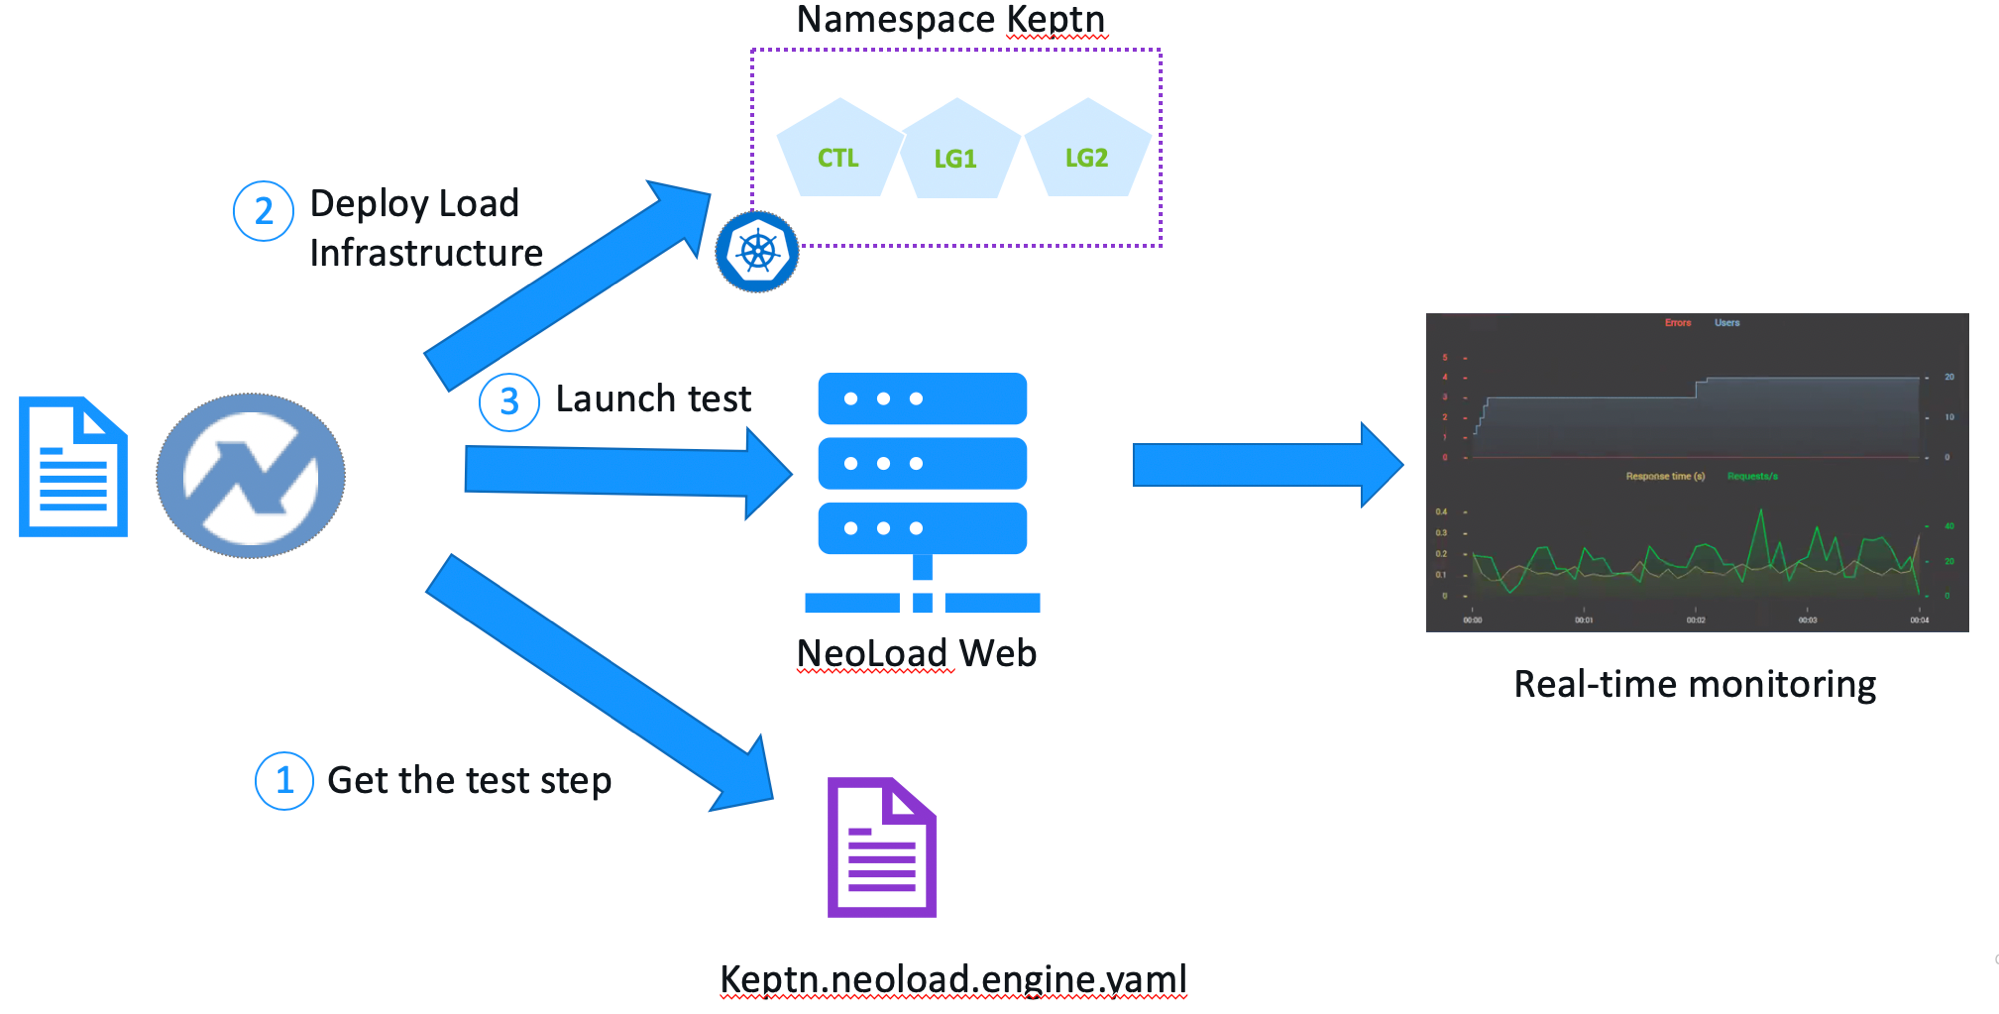 Namespace Keptn
CTL
LG1
LG2
2
Deploy Load
Infrastructure
3
Launch test
NeoLoad Web
Errors
Users
5
4
3
2
1
0
20
10
0
Response time (s)
Requests/s
0.4
0.3
0.2
0.1
0
40
20
0
00:00
00:01
00:02
00:03
00:04
Real-time monitoring
1
Get the test step
Keptn.neoload.engine.yaml